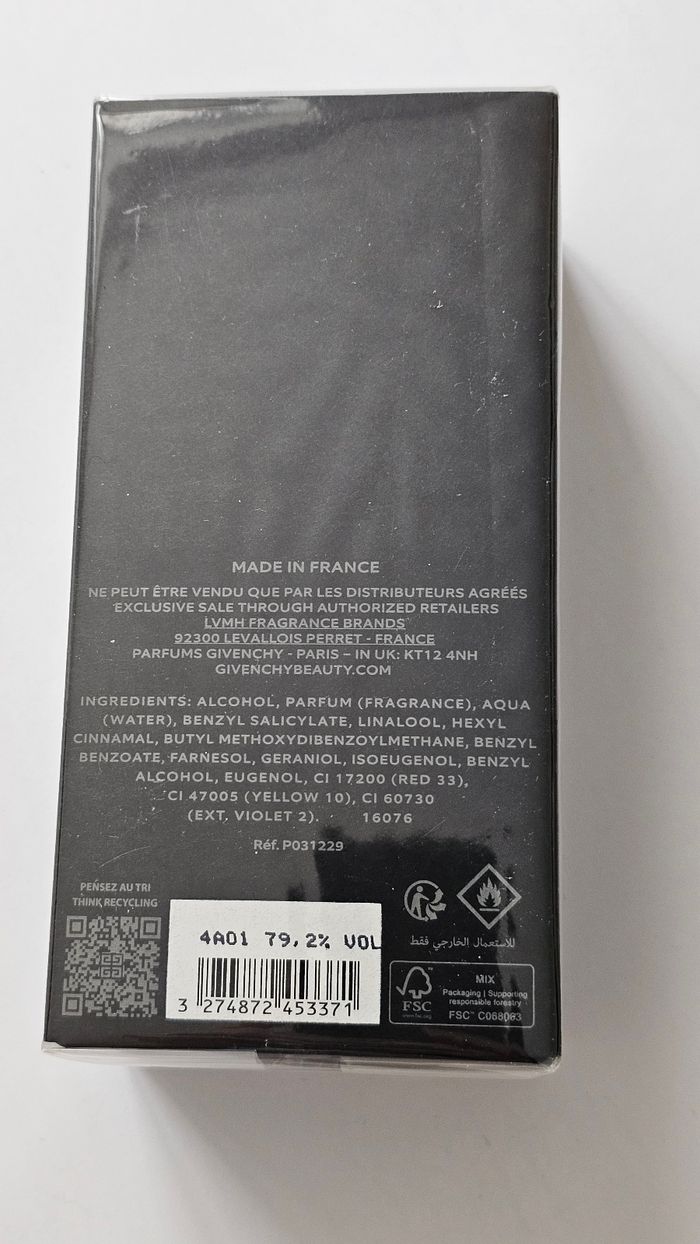 MADE IN FRANCE
NE PEUT ÊTRE VENDU QUE PAR LES DISTRIBUTEURS AGRÉÉS
EXCLUSIVE SALE THROUGH AUTHORIZED RETAILERS
LVMH FRAGRANCE BRANDS
92300 LEVALLOIS PERRET - FRANCE
PARFUMS GIVENCHY - PARIS – IN UK: KT12 4NH
GIVENCHYBEAUTY.COM
INGREDIENTS: ALCOHOL, PARFUM (FRAGRANCE), AQUA
(WATER), BENZYL SALICYLATE, LINALOOL, HEXYL
CINNAMAL, BUTYL METHOXYDIBENZOYLMETHANE, BENZYL
BENZOATE, FARNESOL, GERANIOL, ISOEUGENOL, BENZYL
ALCOHOL, EUGENOL, CI 17200 (RED 33),
CI 47005 (YELLOW 10), CI 60730
(EXT. VIOLET 2). 16076
Réf. P031229
PENSEZ AU TRI
THINK RECYCLING
4A01 79,2% VOL
3 274872 453371
للاستعمال الخارجي فقط
FSC
www.fsc.org
MIX
Packaging | Supporting
responsible forestry
FSC™ C068063